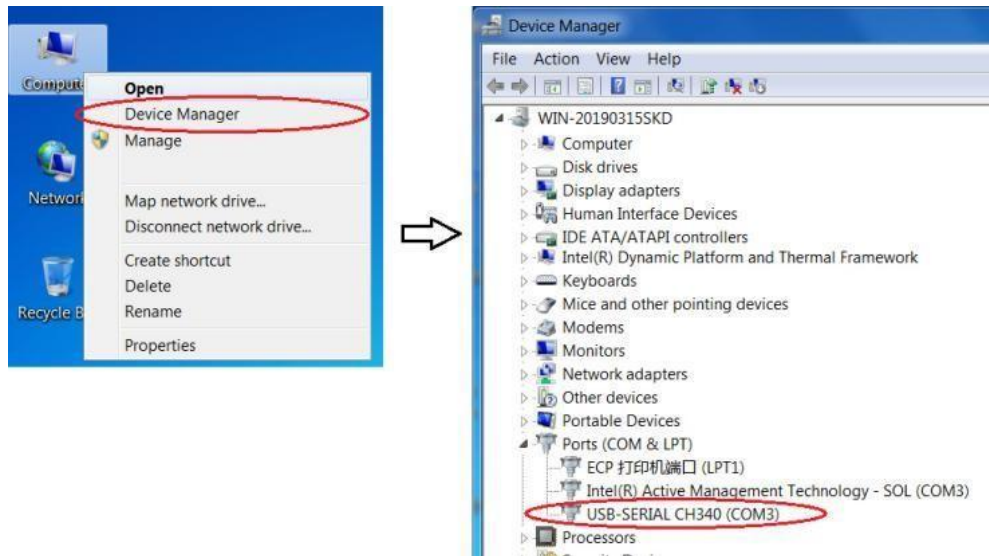 Compute
Network
Recycle B
Open
Device Manager
Manage
Map network drive...
Disconnect network drive...
Create shortcut
Delete
Rename
Properties
Device Manager
File Action View Help
WIN-20190315SKD
Computer
Disk drives
Display adapters
Human Interface Devices
IDE ATA/ATAPI controllers
Intel(R) Dynamic Platform and Thermal Framework
Keyboards
Mice and other pointing devices
Modems
Monitors
Network adapters
Other devices
Portable Devices
Ports (COM & LPT)
ECP 打印机端口 (LPT1)
Intel(R) Active Management Technology - SOL (COM3)
USB-SERIAL CH340 (COM3)
Processors